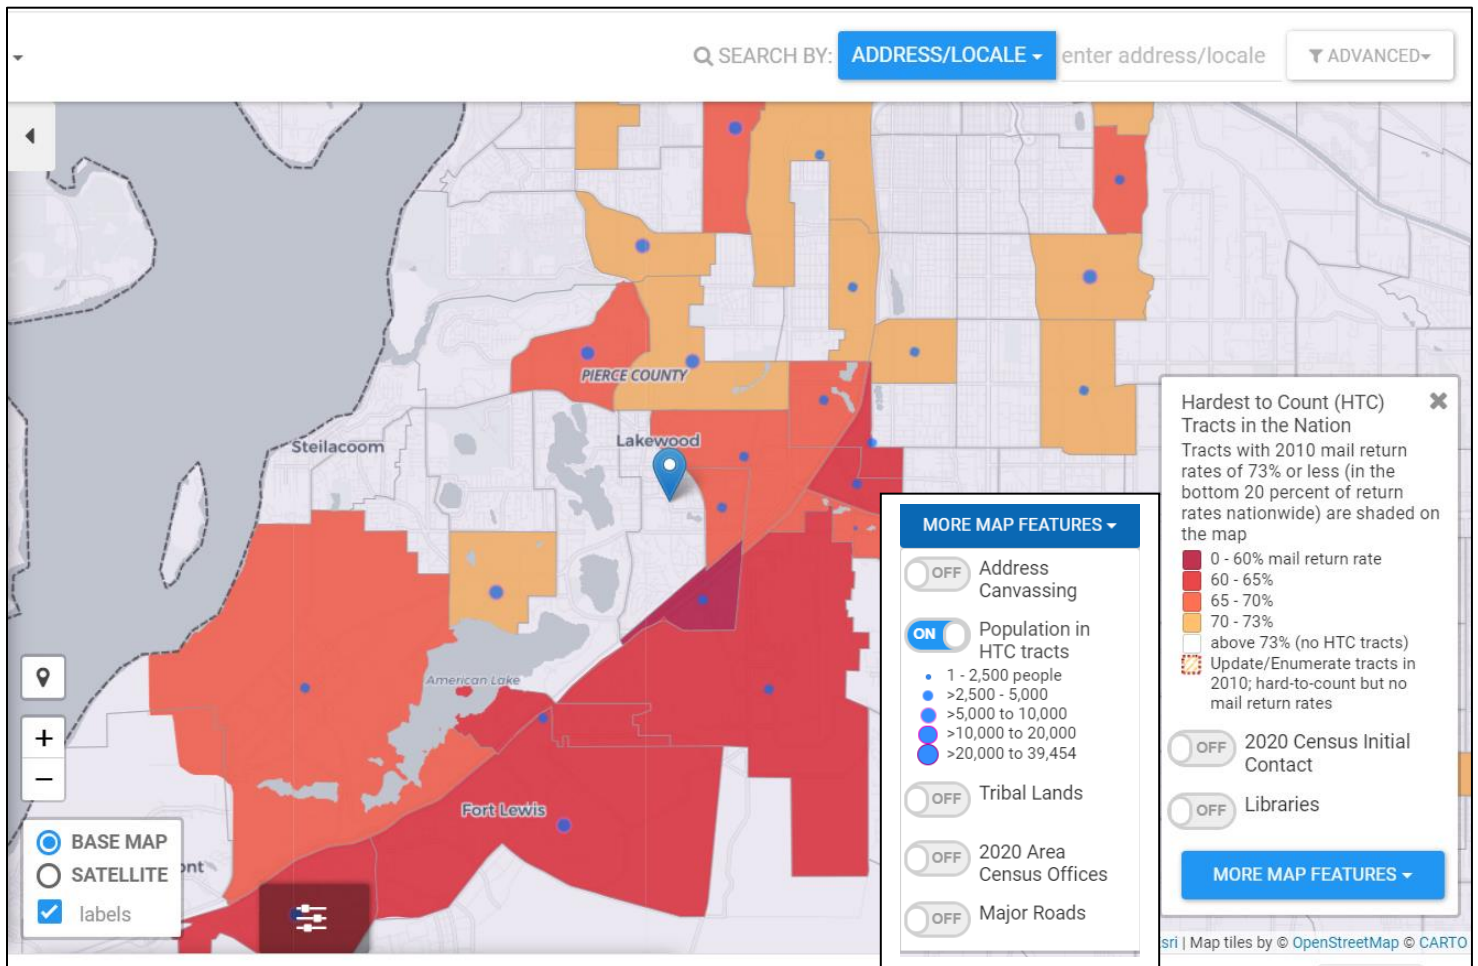 SEARCH BY: ADDRESS/LOCALE enter address/locale ADVANCED
PIERCE COUNTY
Steilacoom
Lakewood
American Lake
Fort Lewis
ont
+
−
BASE MAP
SATELLITE
labels
MORE MAP FEATURES
OFF Address
Canvassing
ON Population in
HTC tracts
1 - 2,500 people
>2,500 - 5,000
>5,000 to 10,000
>10,000 to 20,000
>20,000 to 39,454
OFF Tribal Lands
OFF 2020 Area
Census Offices
OFF Major Roads
Hardest to Count (HTC)
Tracts in the Nation
Tracts with 2010 mail return
rates of 73% or less (in the
bottom 20 percent of return
rates nationwide) are shaded on
the map
0 - 60% mail return rate
60 - 65%
65 - 70%
70 - 73%
above 73% (no HTC tracts)
Update/Enumerate tracts in
2010; hard-to-count but no
mail return rates
OFF 2020 Census Initial
Contact
OFF Libraries
MORE MAP FEATURES
sri | Map tiles by © OpenStreetMap © CARTO